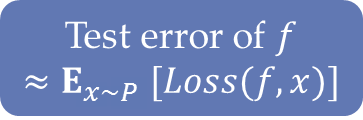 Test error of f
≈ E_{x∼P} [Loss(f, x)]